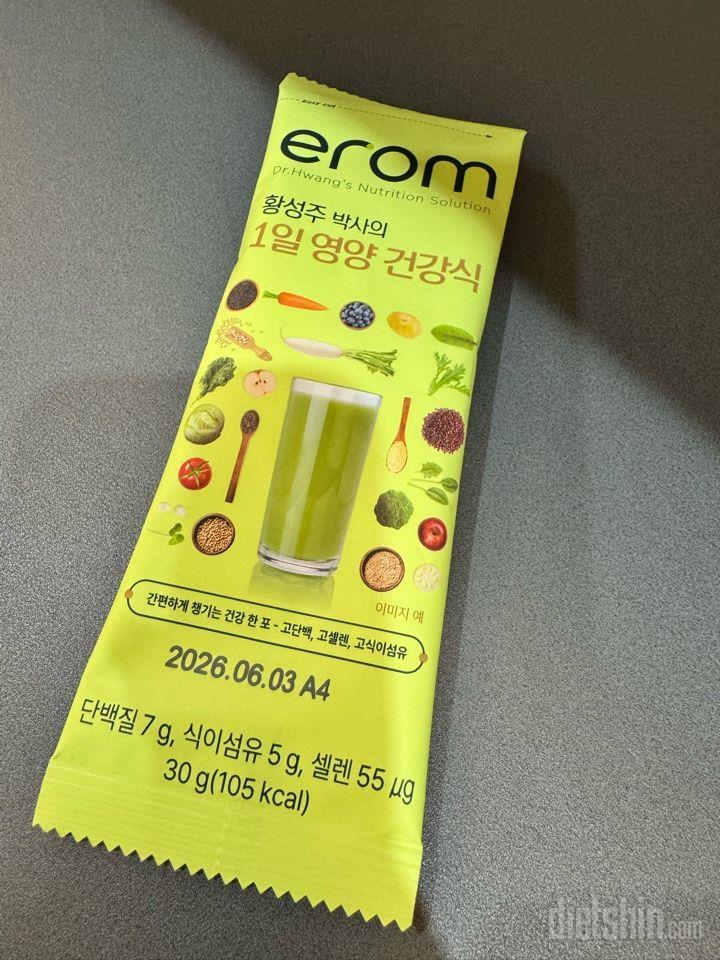 Easy cut
erom
Dr.Hwang's Nutrition Solution
황성주 박사의
1일 영양 건강식
이미지 예
간편하게 챙기는 건강 한 포 - 고단백, 고셀렌, 고식이섬유
2026.06.03 A4
단백질 7 g, 식이섬유 5 g, 셀렌 55 μg
30 g(105 kcal)
dietshin.com